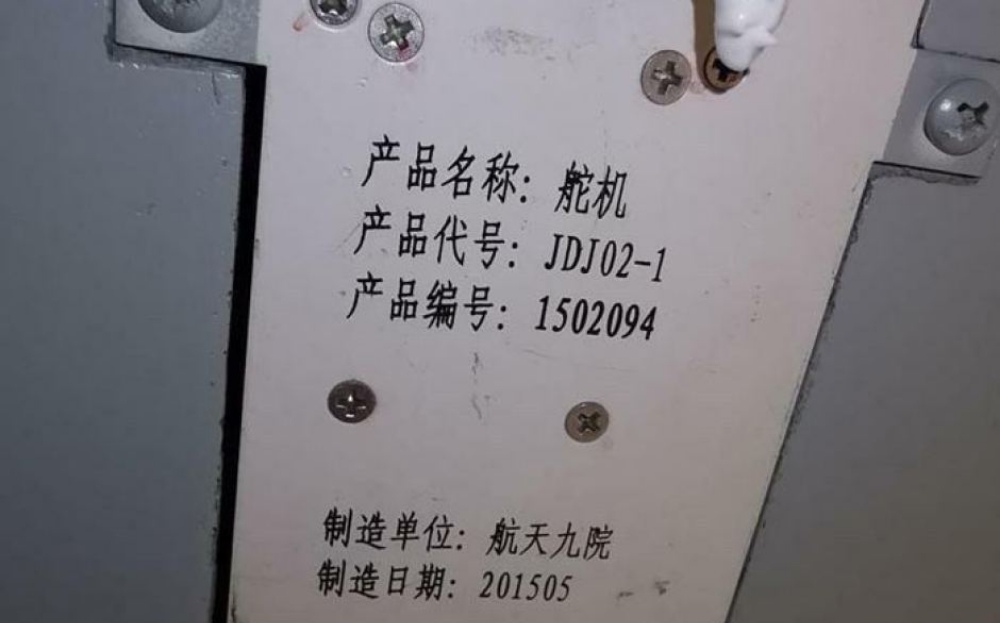 产品名称：舵机
产品代号：JDJ02-1
产品编号：1502094
制造单位：航天九院
制造日期：201505